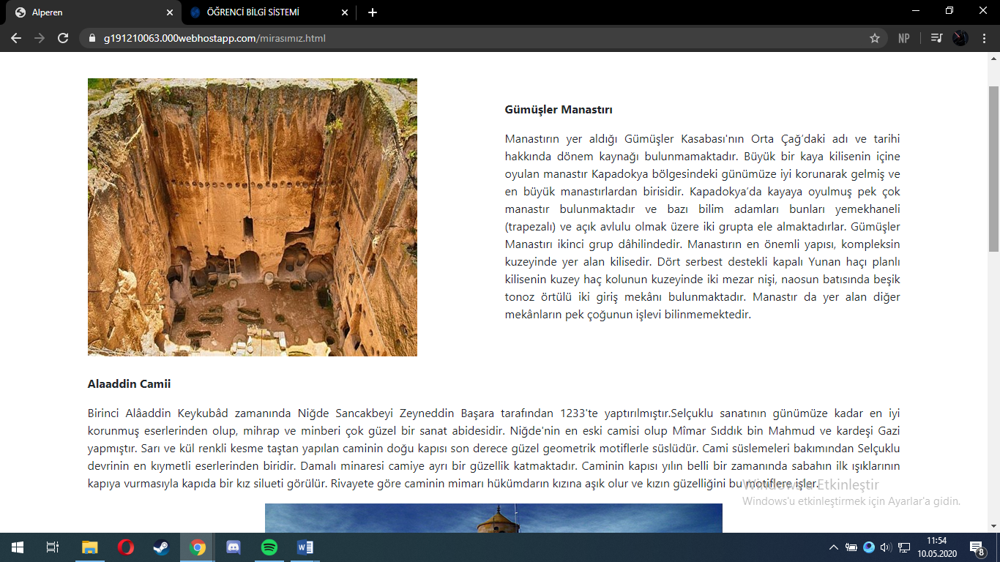 Alperen
ÖĞRENCİ BİLGİ SİSTEMİ
g191210063.000webhostapp.com/mirasımız.html
NP
Gümüşler Manastırı
Manastırın yer aldığı Gümüşler Kasabası'nın Orta Çağ’daki adı ve tarihi
hakkında dönem kaynağı bulunmamaktadır. Büyük bir kaya kilisenin içine
oyulan manastır Kapadokya bölgesindeki günümüze iyi korunarak gelmiş ve
en büyük manastırlardan birisidir. Kapadokya’da kayaya oyulmuş pek çok
manastır bulunmaktadır ve bazı bilim adamları bunları yemekhaneli
(trapezalı) ve açık avlulu olmak üzere iki grupta ele almaktadırlar. Gümüşler
Manastırı ikinci grup dâhilindedir. Manastırın en önemli yapısı, kompleksin
kuzeyinde yer alan kilisedir. Dört serbest destekli kapalı Yunan haçı planlı
kilisenin kuzey haç kolunun kuzeyinde iki mezar nişi, naosun batısında beşik
tonoz örtülü iki giriş mekânı bulunmaktadır. Manastır da yer alan diğer
mekânların pek çoğunun işlevi bilinmemektedir.
Alaaddin Camii
Birinci Alâaddin Keykubâd zamanında Niğde Sancakbeyi Zeyneddin Başara tarafından 1233'te yaptırılmıştır.Selçuklu sanatının günümüze kadar en iyi
korunmuş eserlerinden olup, mihrap ve minberi çok güzel bir sanat abidesidir. Niğde'nin en eski camisi olup Mîmar Sıddık bin Mahmud ve kardeşi Gazi
yapmıştır. Sarı ve kül renkli kesme taştan yapılan caminin doğu kapısı son derece güzel geometrik motiflerle süslüdür. Cami süslemeleri bakımından Selçuklu
devrinin en kıymetli eserlerinden biridir. Damalı minaresi camiye ayrı bir güzellik katmaktadır. Caminin kapısı yılın belli bir zamanında sabahın ilk ışıklarının
kapıya vurmasıyla kapıda bir kız silueti görülür. Rivayete göre caminin mimarı hükümdarın kızına aşık olur ve kızın güzelliğini bu motiflere işler.
Windows'u Etkinleştir
Windows'u etkinleştirmek için Ayarlar'a gidin.
11:54
10.05.2020
8